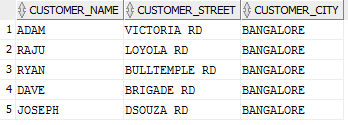 CUSTOMER_NAME CUSTOMER_STREET CUSTOMER_CITY
1 ADAM VICTORIA RD BANGALORE
2 RAJU LOYOLA RD BANGALORE
3 RYAN BULLTEMPLE RD BANGALORE
4 DAVE BRIGADE RD BANGALORE
5 JOSEPH DSOUZA RD BANGALORE